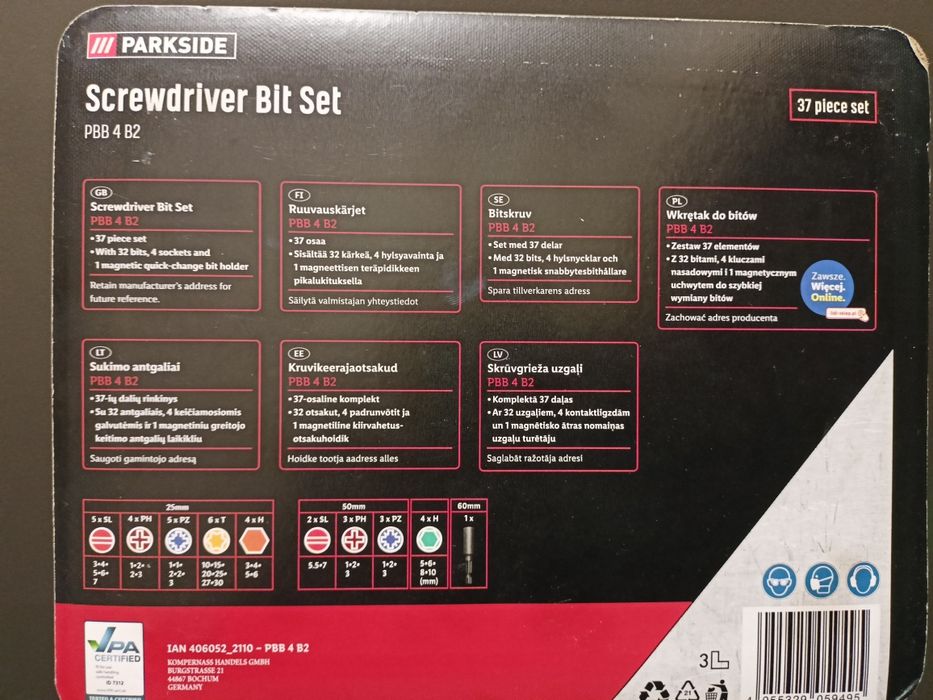 PARKSIDE
Screwdriver Bit Set
PBB 4 B2
37 piece set
GB
Screwdriver Bit Set
PBB 4 B2
• 37 piece set
• With 32 bits, 4 sockets and
1 magnetic quick-change bit holder
Retain manufacturer's address for
future reference.
FI
Ruuvauskärjet
PBB 4 B2
• 37 osaa
• Sisältää 32 kärkeä, 4 hylsyavainta ja
1 magneettisen teräpidikkeen
pikalukituksella
Säilytä valmistajan yhteystiedot
SE
Bitskruv
PBB 4 B2
• Set med 37 delar
• Med 32 bits, 4 hylsnycklar och
1 magnetisk snabbytesbithållare
Spara tillverkarens adress
PL
Wkrętak do bitów
PBB 4 B2
• Zestaw 37 elementów
• Z 32 bitami, 4 kluczami
nasadowymi i 1 magnetycznym
uchwytem do szybkiej
wymiany bitów
Zachować adres producenta
Zawsze.
Więcej.
Online.
LT
Sukimo antgaliai
PBB 4 B2
• 37-ių dalių rinkinys
• Su 32 antgaliais, 4 keičiamosiomis
galvutėmis ir 1 magnetiniu greitojo
keitimo antgalių laikikliu
Saugoti gamintojo adresą
EE
Kruvikeerajaotsakud
PBB 4 B2
• 37-osaline komplekt
• 32 otsakut, 4 padrunvõtit ja
1 magnetiline kiirvahetus-
otsakuhoidik
Hoidke tootja aadress alles
LV
Skrūvgrieža uzgaļi
PBB 4 B2
• Komplektā 37 daļas
• Ar 32 uzgaļiem, 4 kontaktligzdām
un 1 magnētisko ātras nomaiņas
uzgaļu turētāju
Saglabāt ražotāja adresi
25mm
5 x SL 4 x PH 5 x PZ 6 x T 4 x H
3•4• 1•2• 1•1• 10•15• 3•4•
5•6• 2•3 2•2• 20•25• 5•6
7 3 27•30
50mm 60mm
2 x SL 3 x PH 3 x PZ 4 x H 1 x
5.5•7 1•2• 1•2• 5•6•
3 3 8•10
(mm)
VPA
CERTIFIED
ID 7312
IAN 406052_2110 – PBB 4 B2
KOMPERNASS HANDELS GMBH
BURGSTRASSE 21
44867 BOCHUM
GERMANY
3
21
4 055329 059495